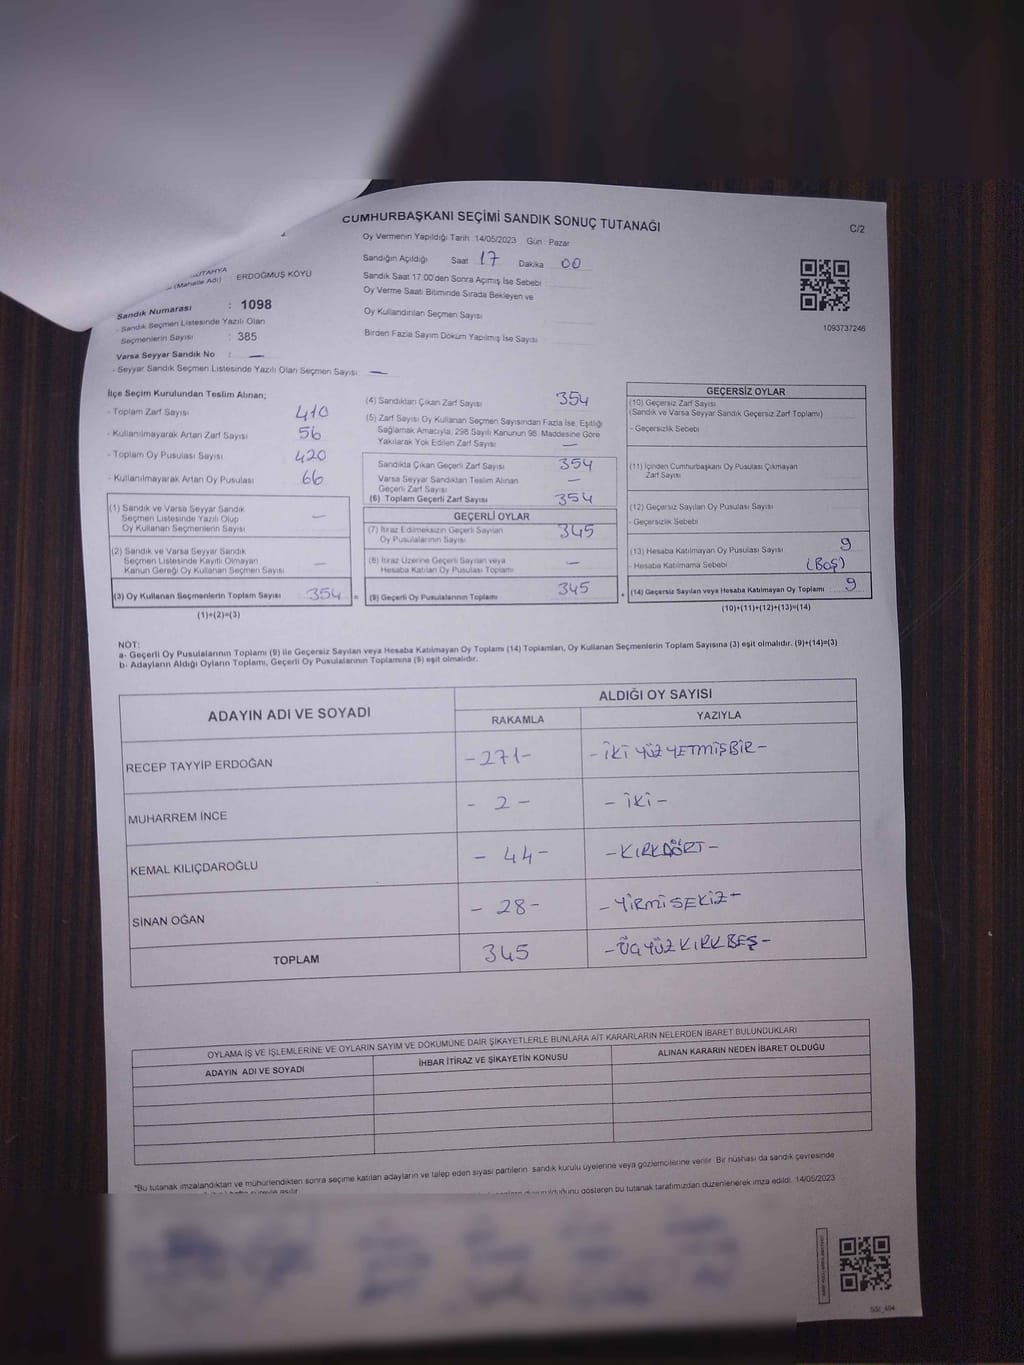 CUMHURBAŞKANI SEÇİMİ SANDIK SONUÇ TUTANAĞI
C/2
Oy Vermenin Yapıldığı Tarih : 14/05/2023 Gün : Pazar
Sandığın Açıldığı Saat 17 Dakika 00
Sandık Saat 17.00'den Sonra Açımış İse Sebebi
Oy Verme Saati Bitiminde Sırada Bekleyen ve
Oy Kullandırılan Seçmen Sayısı
Birden Fazla Sayım Döküm Yapılmış İse Sayısı
1093737246
KÜTAHYA
(Mahalle Adı) ERDOĞMUŞ KÖYÜ
Sandık Numarası : 1098
- Sandık Seçmen Listesinde Yazılı Olan
Seçmenlerin Sayısı : 385
Varsa Seyyar Sandık No : —
- Seyyar Sandık Seçmen Listesinde Yazılı Olan Seçmen Sayısı —
İlçe Seçim Kurulundan Teslim Alınan;
- Toplam Zarf Sayısı 410
- Kullanılmayarak Artan Zarf Sayısı 56
- Toplam Oy Pusulası Sayısı 420
- Kullanılmayarak Artan Oy Pusulası 66
(1) Sandık ve Varsa Seyyar Sandık
Seçmen Listesinde Yazılı Olup
Oy Kullanan Seçmenlerin Sayısı —
(2) Sandık ve Varsa Seyyar Sandık
Seçmen Listesinde Kayıtlı Olmayan
Kanun Gereği Oy Kullanan Seçmen Sayısı —
(3) Oy Kullanan Seçmenlerin Toplam Sayısı 354 =
(1)+(2)=(3)
(4) Sandıktan Çıkan Zarf Sayısı 354
(5) Zarf Sayısı Oy Kullanan Seçmen Sayısından Fazla İse, Eşitliği
Sağlamak Amacıyla, 298 Sayılı Kanunun 98. Maddesine Göre
Yakılarak Yok Edilen Zarf Sayısı —
Sandıkta Çıkan Geçerli Zarf Sayısı 354
Varsa Seyyar Sandıktan Teslim Alınan
Geçerli Zarf Sayısı —
(6) Toplam Geçerli Zarf Sayısı 354
GEÇERLİ OYLAR
(7) İtiraz Edilmeksizin Geçerli Sayılan
Oy Pusulalarının Sayısı 345
(8) İtiraz Üzerine Geçerli Sayılan veya
Hesaba Katılan Oy Pusulası Toplamı —
(9) Geçerli Oy Pusulalarının Toplamı 345 +
GEÇERSİZ OYLAR
(10) Geçersiz Zarf Sayısı
(Sandık ve Varsa Seyyar Sandık Geçersiz Zarf Toplamı)
- Geçersizlik Sebebi
(11) İçinden Cumhurbaşkanı Oy Pusulası Çıkmayan
Zarf Sayısı
(12) Geçersiz Sayılan Oy Pusulası Sayısı
- Geçersizlik Sebebi
(13) Hesaba Katılmayan Oy Pusulası Sayısı 9
- Hesaba Katılmama Sebebi (BOŞ)
(14) Geçersiz Sayılan veya Hesaba Katılmayan Oy Toplamı 9
(10)+(11)+(12)+(13)=(14)
NOT:
a- Geçerli Oy Pusulalarının Toplamı (9) ile Geçersiz Sayılan veya Hesaba Katılmayan Oy Toplamı (14) Toplamları, Oy Kullanan Seçmenlerin Toplam Sayısına (3) eşit olmalıdır. (9)+(14)=(3)
b- Adayların Aldığı Oyların Toplamı, Geçerli Oy Pusulalarının Toplamına (9) eşit olmalıdır.
ADAYIN ADI VE SOYADI
ALDIĞI OY SAYISI
RAKAMLA YAZIYLA
RECEP TAYYİP ERDOĞAN -271- -İKİ YÜZ YETMİŞ BİR-
MUHARREM İNCE -2- -İKİ-
KEMAL KILIÇDAROĞLU -44- -KIRKDÖRT-
SİNAN OĞAN -28- -YİRMİ SEKİZ-
TOPLAM 345 -ÜÇ YÜZ KIRK BEŞ-
OYLAMA İŞ VE İŞLEMLERİNE VE OYLARIN SAYIM VE DÖKÜMÜNE DAİR ŞİKAYETLERLE BUNLARA AİT KARARLARIN NELERDEN İBARET BULUNDUKLARI
ADAYIN ADI VE SOYADI İHBAR İTİRAZ VE ŞİKAYETİN KONUSU ALINAN KARARIN NEDEN İBARET OLDUĞU
*Bu tutanak imzalandıktan ve mühürlendikten sonra seçime katılan adayların ve talep eden siyasi partilerin sandık kurulu üyelerine veya gözlemcilerine verilir. Bir nüshası da sandık çevresinde
gösteren bu tutanak tarafımızdan düzenlenerek imza edildi. 14/05/2023